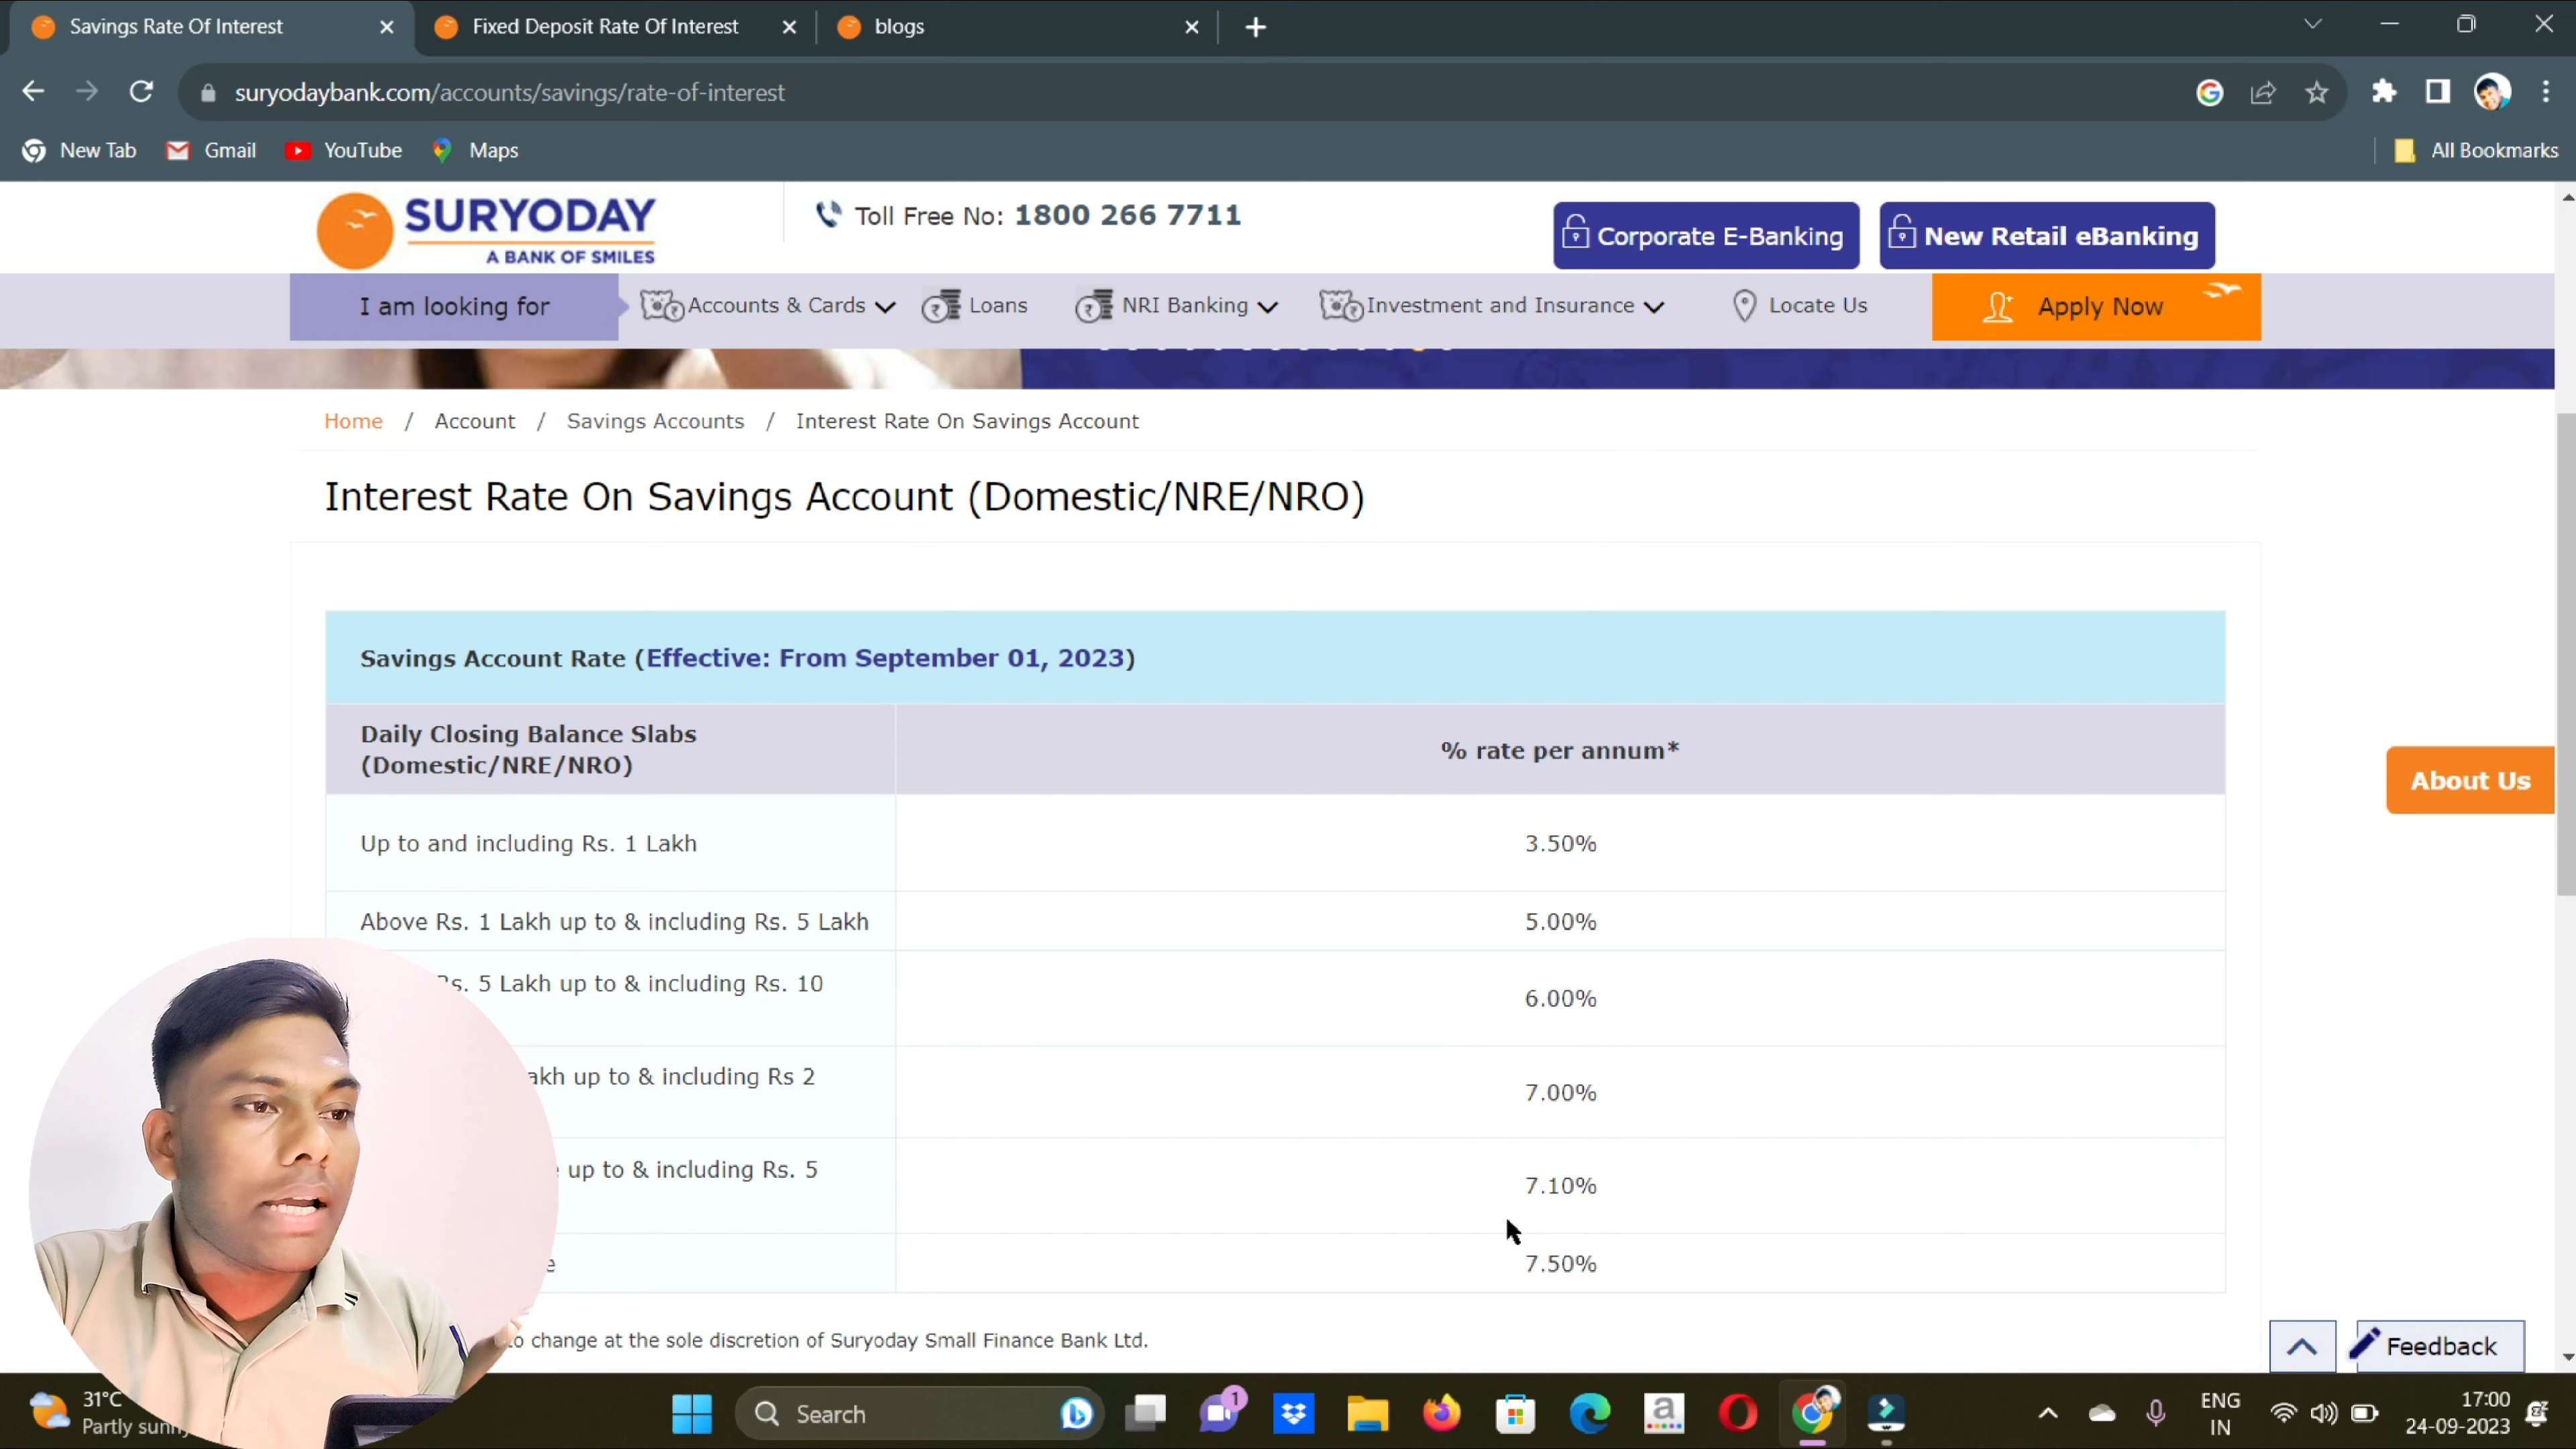 Savings Rate Of Interest
Fixed Deposit Rate Of Interest
blogs
suryodaybank.com/accounts/savings/rate-of-interest
New Tab
Gmail
YouTube
Maps
All Bookmarks
SURYODAY
A BANK OF SMILES
Toll Free No: 1800 266 7711
Corporate E-Banking
New Retail eBanking
I am looking for
Accounts & Cards
Loans
NRI Banking
Investment and Insurance
Locate Us
Apply Now
Home / Account / Savings Accounts / Interest Rate On Savings Account
Interest Rate On Savings Account (Domestic/NRE/NRO)
Savings Account Rate (Effective: From September 01, 2023)
Daily Closing Balance Slabs
(Domestic/NRE/NRO)
% rate per annum*
Up to and including Rs. 1 Lakh
3.50%
Above Rs. 1 Lakh up to & including Rs. 5 Lakh
5.00%
5 Lakh up to & including Rs. 10
6.00%
up to & including Rs 2
7.00%
up to & including Rs. 5
7.10%
7.50%
change at the sole discretion of Suryoday Small Finance Bank Ltd.
About Us
Feedback
31°C
Partly
Search
1
ENG
IN
17:00
24-09-2023